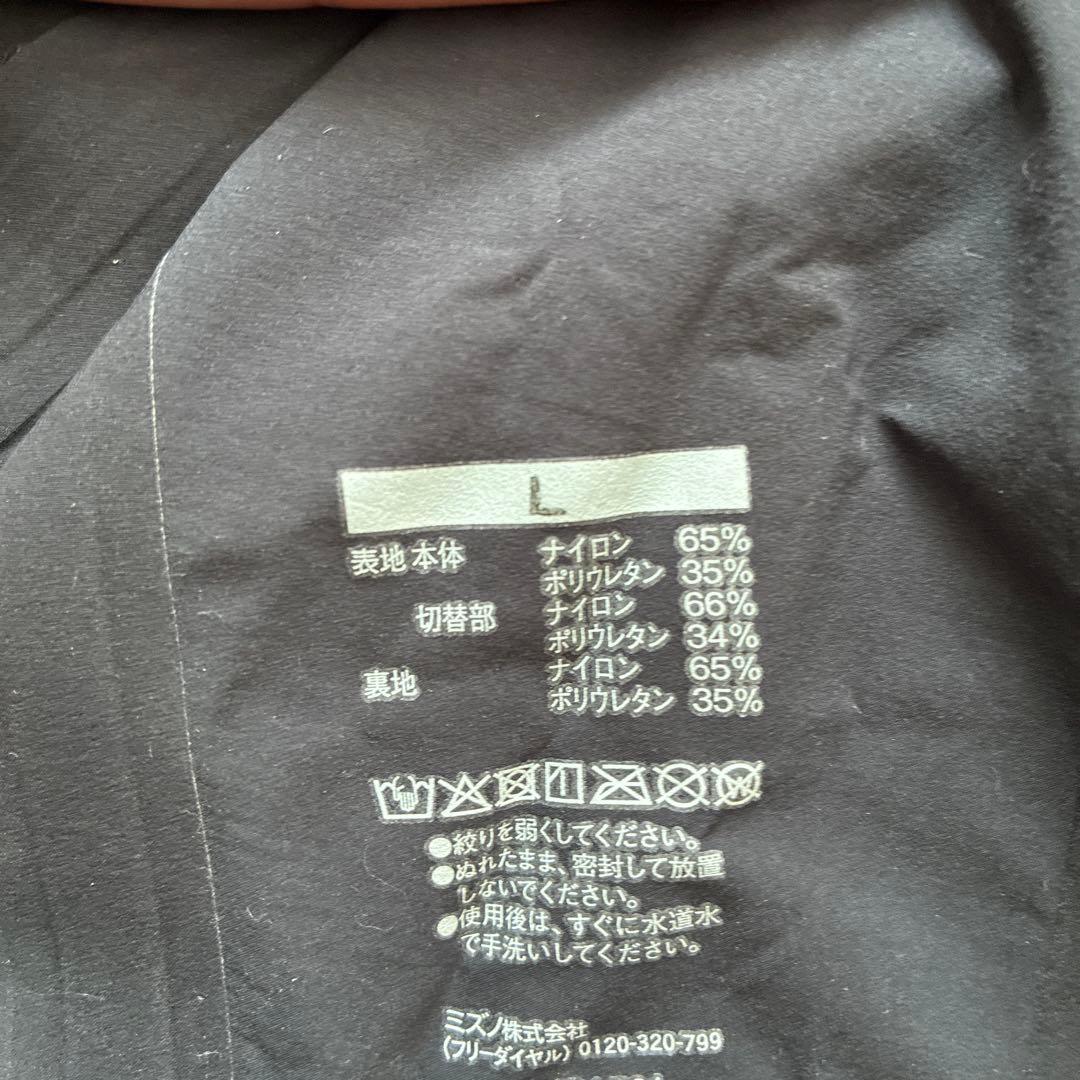 L
表地 本体 ナイロン 65%
ポリウレタン 35%
切替部 ナイロン 66%
ポリウレタン 34%
裏地 ナイロン 65%
ポリウレタン 35%
●絞りを弱くしてください。
●ぬれたまま、密封して放置
しないでください。
●使用後は、すぐに水道水
で手洗いしてください。
ミズノ株式会社
(フリーダイヤル) 0120-320-799